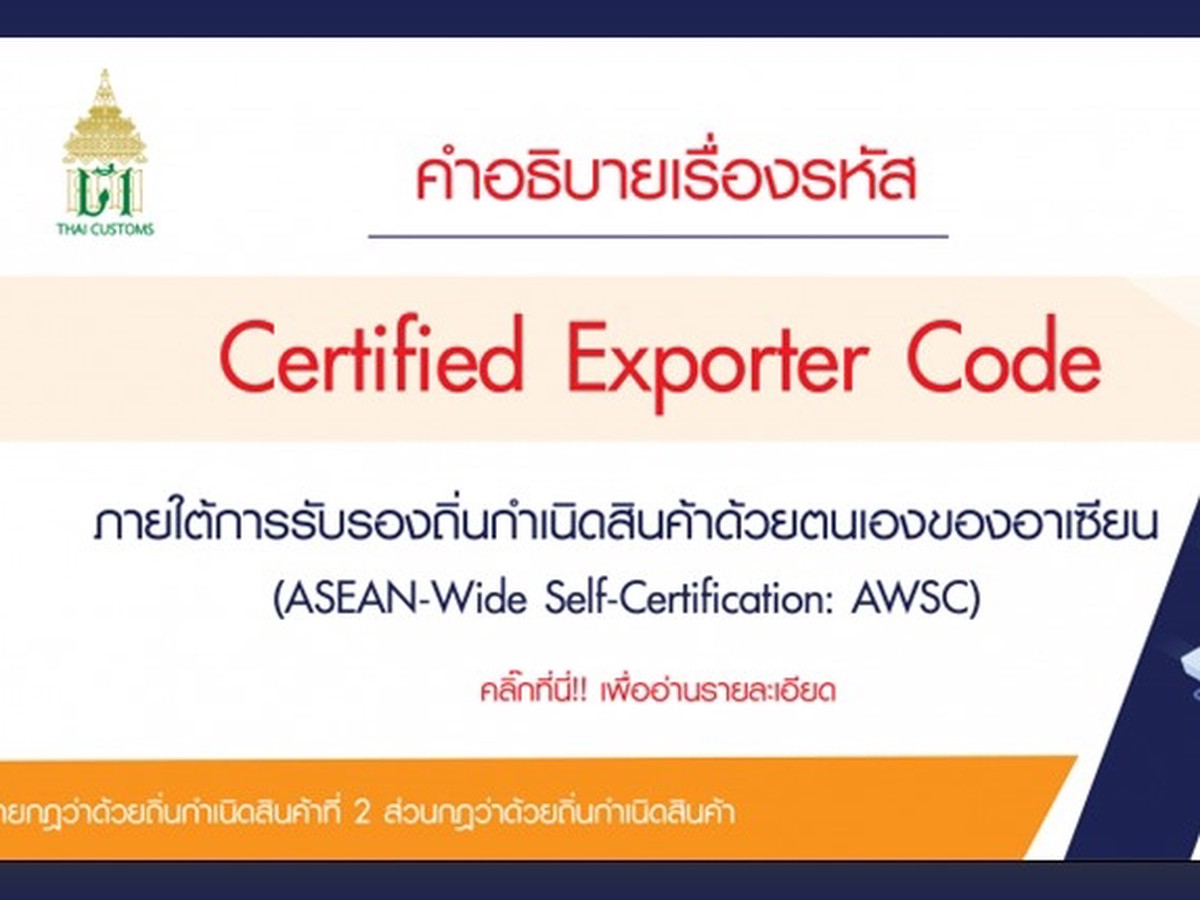 THAI CUSTOMS
คำอธิบายเรื่องรหัส
Certified Exporter Code
ภายใต้การรับรองถิ่นกำเนิดสินค้าด้วยตนเองของอาเซียน
(ASEAN-Wide Self-Certification: AWSC)
คลิ๊กที่นี่!! เพื่ออ่านรายละเอียด
กฎว่าด้วยถิ่นกำเนิดสินค้าที่ 2 ส่วนกฎว่าด้วยถิ่นกำเนิดสินค้า